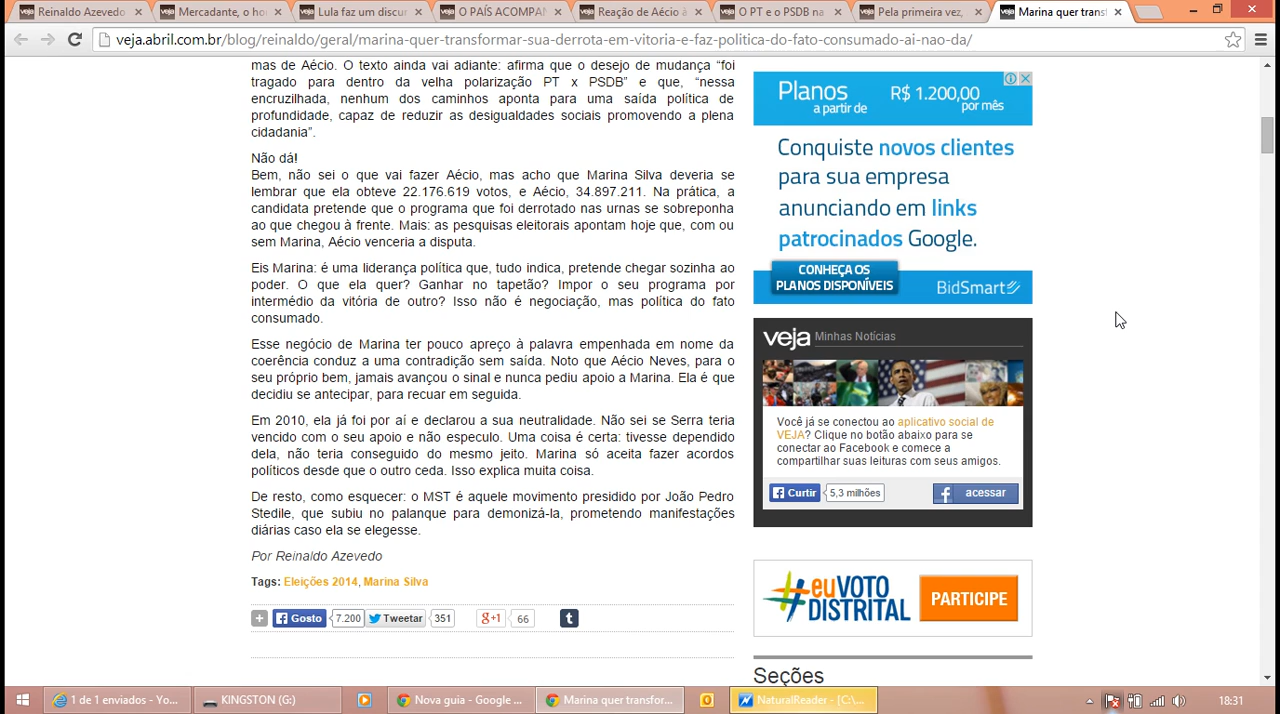 Reinaldo Azevedo
Mercadante, o ho
Lula faz um discur
O PAÍS ACOMPAN
Reação de Aécio à
O PT e o PSDB na
Pela primeira vez,
Marina quer transf
veja.abril.com.br/blog/reinaldo/geral/marina-quer-transformar-sua-derrota-em-vitoria-e-faz-politica-do-fato-consumado-ai-nao-da/
mas de Aécio. O texto ainda vai adiante: afirma que o desejo de mudança “foi
tragado para dentro da velha polarização PT x PSDB” e que, “nessa
encruzilhada, nenhum dos caminhos aponta para uma saída política de
profundidade, capaz de reduzir as desigualdades sociais promovendo a plena
cidadania”.
Não dá!
Bem, não sei o que vai fazer Aécio, mas acho que Marina Silva deveria se
lembrar que ela obteve 22.176.619 votos, e Aécio, 34.897.211. Na prática, a
candidata pretende que o programa que foi derrotado nas urnas se sobreponha
ao que chegou à frente. Mais: as pesquisas eleitorais apontam hoje que, com ou
sem Marina, Aécio venceria a disputa.
Eis Marina: é uma liderança política que, tudo indica, pretende chegar sozinha ao
poder. O que ela quer? Ganhar no tapetão? Impor o seu programa por
intermédio da vitória de outro? Isso não é negociação, mas política do fato
consumado.
Esse negócio de Marina ter pouco apreço à palavra empenhada em nome da
coerência conduz a uma contradição sem saída. Noto que Aécio Neves, para o
seu próprio bem, jamais avançou o sinal e nunca pediu apoio a Marina. Ela é que
decidiu se antecipar, para recuar em seguida.
Em 2010, ela já foi por aí e declarou a sua neutralidade. Não sei se Serra teria
vencido com o seu apoio e não especulo. Uma coisa é certa: tivesse dependido
dela, não teria conseguido do mesmo jeito. Marina só aceita fazer acordos
políticos desde que o outro ceda. Isso explica muita coisa.
De resto, como esquecer: o MST é aquele movimento presidido por João Pedro
Stedile, que subiu no palanque para demonizá-la, prometendo manifestações
diárias caso ela se elegesse.
Por Reinaldo Azevedo
Tags: Eleições 2014, Marina Silva
Gosto 7.200 Tweetar 351 g+1 66 t
Planos R$ 1.200,00
a partir de por mês
Conquiste novos clientes
para sua empresa
anunciando em links
patrocinados Google.
CONHEÇA OS
PLANOS DISPONÍVEIS
BidSmart
veja Minhas Notícias
Você já se conectou ao aplicativo social de
VEJA? Clique no botão abaixo para se
conectar ao Facebook e comece a
compartilhar suas leituras com seus amigos.
Curtir 5,3 milhões acessar
#euVOTO
DISTRITAL
PARTICIPE
Seções
1 de 1 enviados - Yo...
KINGSTON (G:)
Nova guia - Google ...
Marina quer transfor...
NaturalReader - [C:\...
18:31